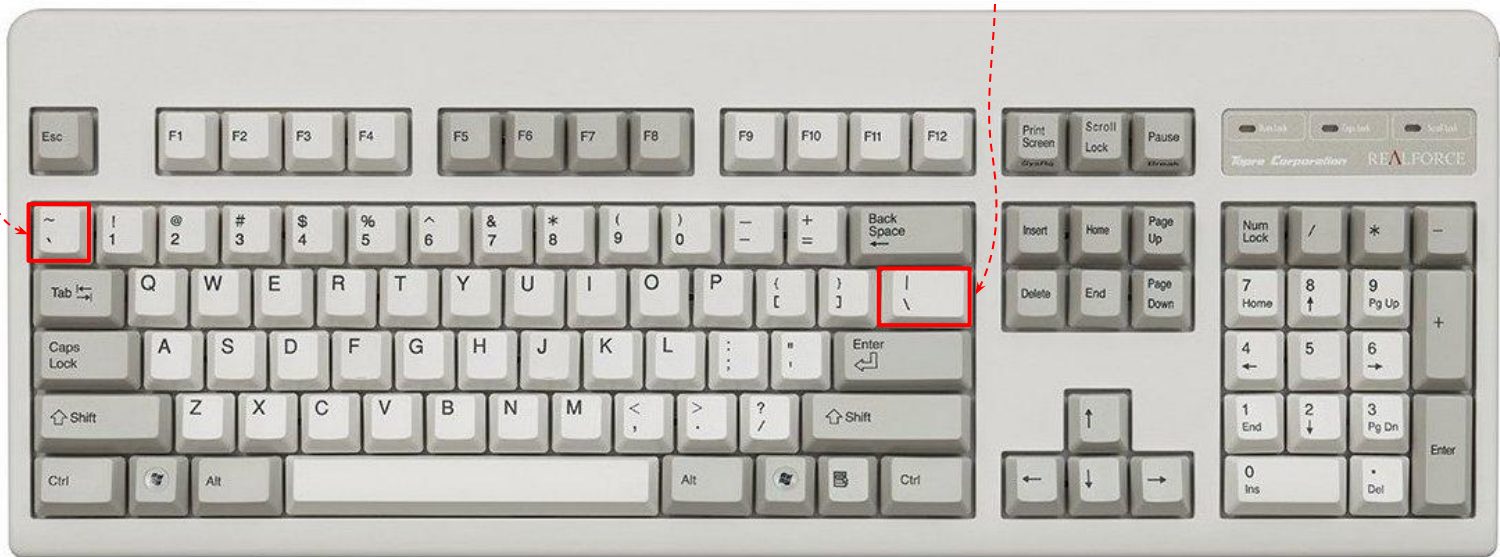 Esc F1 F2 F3 F4 F5 F6 F7 F8 F9 F10 F11 F12
Print Screen SysRq
Scroll Lock
Pause Break
Topre Corporation REALFORCE
~ ! @ # $ % ^ & * ( ) — +
` 1 2 3 4 5 6 7 8 9 0 - =
Back Space ←
Insert Home Page Up
Num Lock / * -
Tab Q W E R T Y U I O P { [ } ] | \
Delete End Page Down
7 Home 8 ↑ 9 Pg Up +
Caps Lock A S D F G H J K L : ; " ' Enter
4 ← 5 6 →
⇧ Shift Z X C V B N M < , > . ? / ⇧ Shift
↑
1 End 2 ↓ 3 Pg Dn Enter
Ctrl Alt Alt Ctrl
← ↓ →
0 Ins . Del